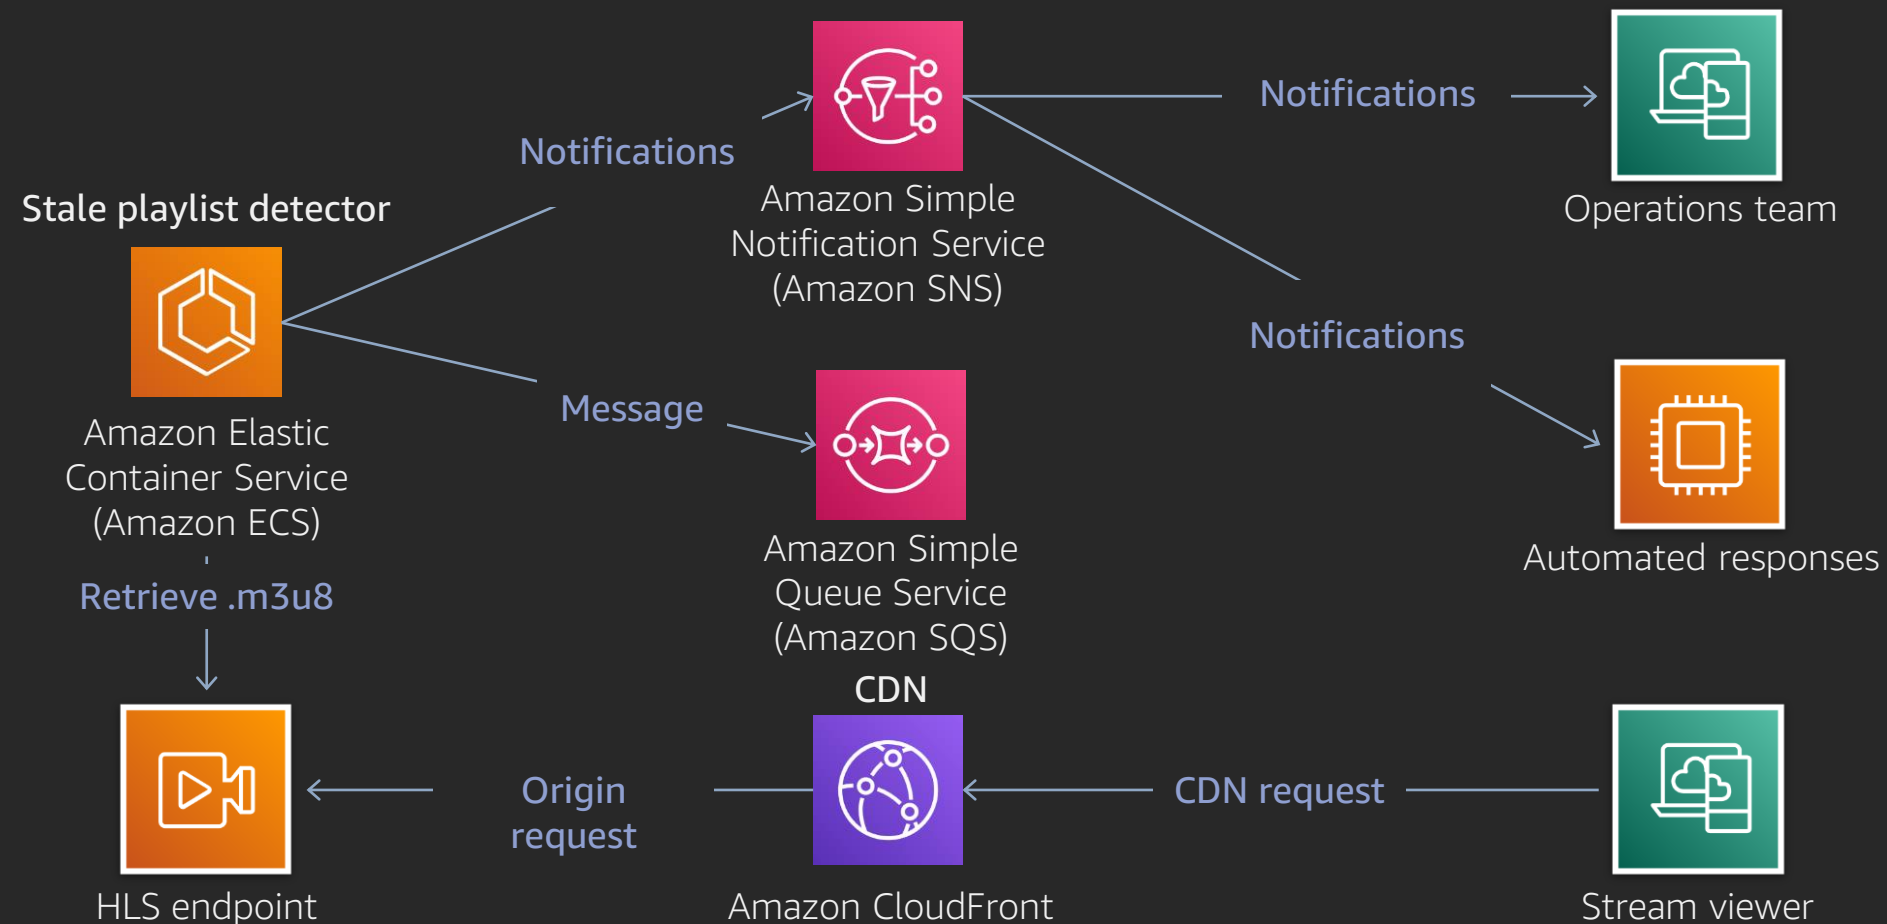 Notifications
Operations team
Notifications
Amazon Simple
Notification Service
(Amazon SNS)
Stale playlist detector
Notifications
Message
Amazon Elastic
Container Service
(Amazon ECS)
Automated responses
Amazon Simple
Queue Service
(Amazon SQS)
Retrieve .m3u8
CDN
Origin
request
CDN request
HLS endpoint
Amazon CloudFront
Stream viewer